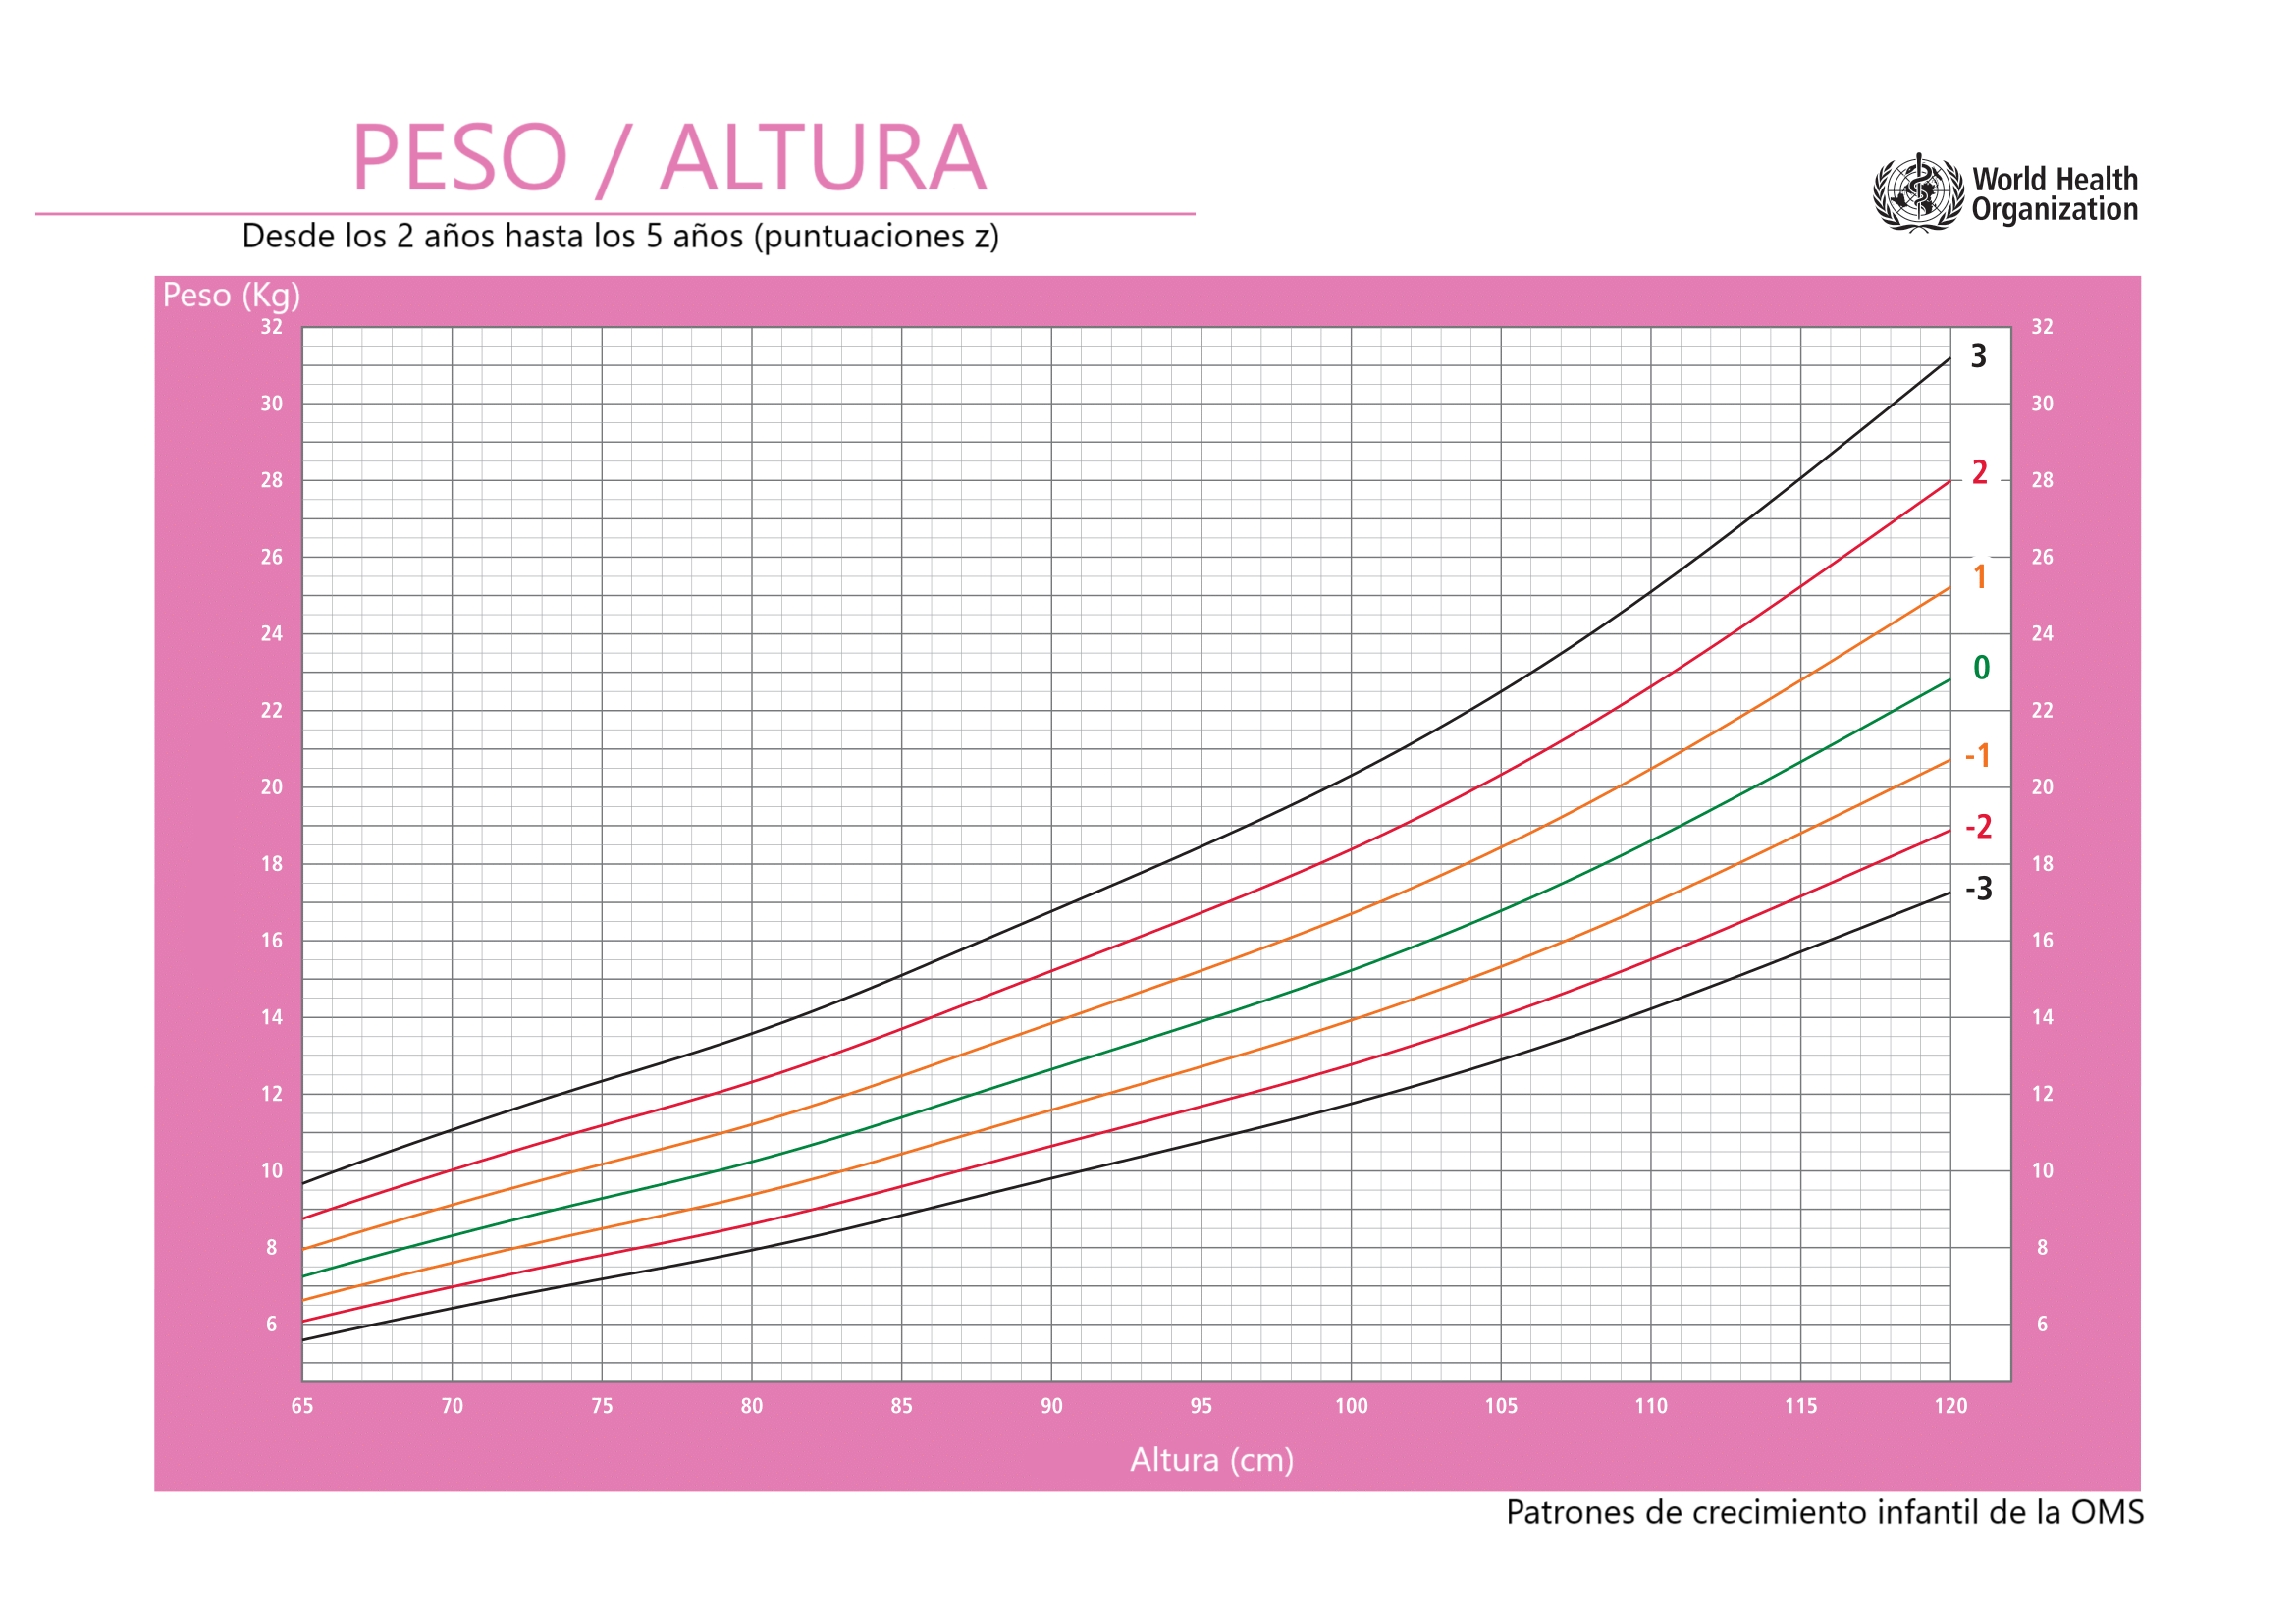 PESO / ALTURA
Desde los 2 años hasta los 5 años (puntuaciones z)
World Health
Organization
Peso (Kg)
32 32
3
30 30
2
28 28
26 26
1
24 24
0
22 22
-1
20 20
-2
18 18
-3
16 16
14 14
12 12
10 10
8 8
6 6
65 70 75 80 85 90 95 100 105 110 115 120
Altura (cm)
Patrones de crecimiento infantil de la OMS